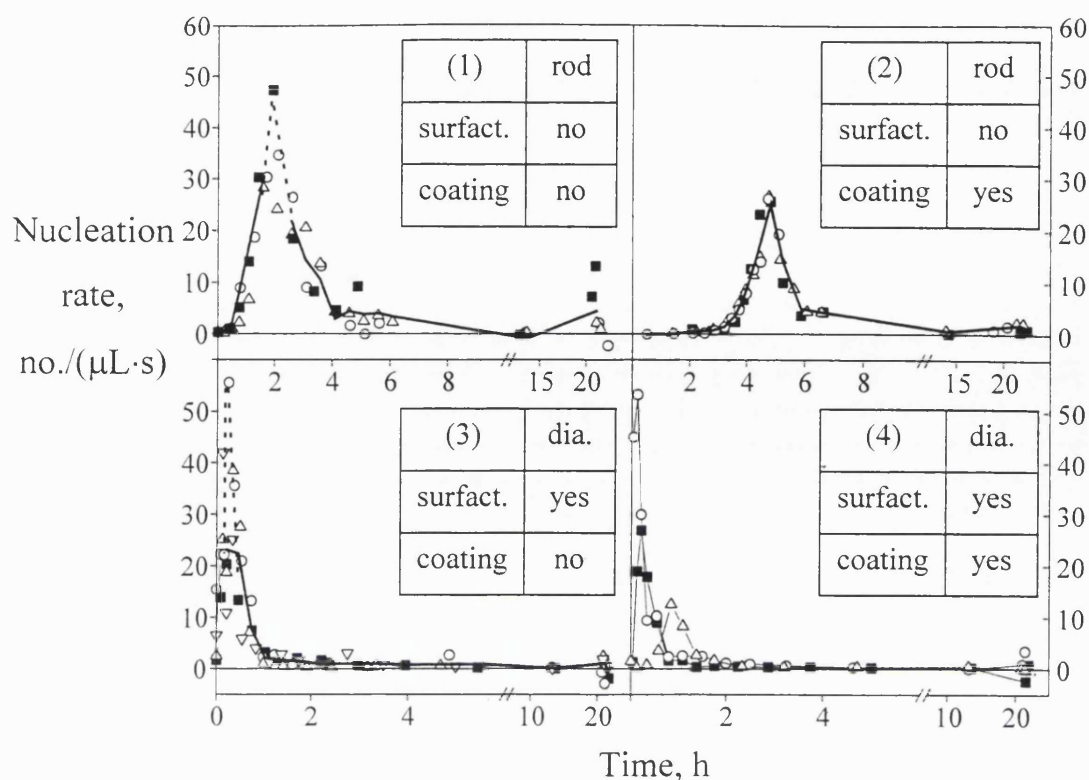 60 60
50 50
40 40
30 30
20 20
10 10
0 0
Nucleation
rate,
no./(μL·s)
(1) rod
surfact. no
coating no
(2) rod
surfact. no
coating yes
2 4 6 8 // 15 20
2 4 6 8 // 15 20
50 50
40 40
30 30
20 20
10 10
0 0
(3) dia.
surfact. yes
coating no
(4) dia.
surfact. yes
coating yes
0 2 4 // 10 20
2 4 // 10 20
Time, h